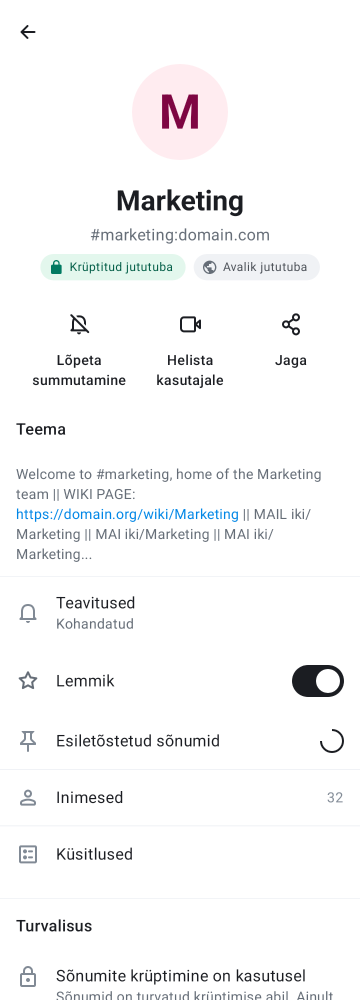 M
Marketing
#marketing:domain.com
Krüptitud jututuba
Avalik jututuba
Lõpeta
summutamine
Helista
kasutajale
Jaga
Teema
Welcome to #marketing, home of the Marketing
team || WIKI PAGE:
https://domain.org/wiki/Marketing || MAIL iki/
Marketing || MAI iki/Marketing || MAI iki/
Marketing...
Teavitused
Kohandatud
Lemmik
Esiletõstetud sõnumid
Inimesed
32
Küsitlused
Turvalisus
Sõnumite krüptimine on kasutusel
Sõnumid on turvatud krüptimise abil. Ainult